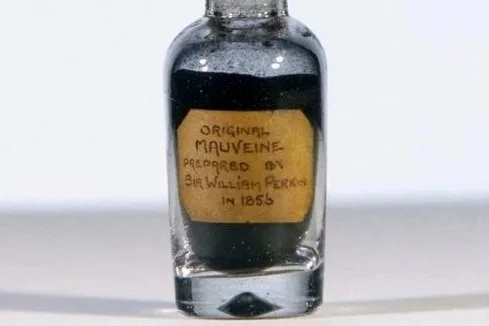 ORIGINAL
MAUVEINE
PREPARED BY
SIR WILLIAM PERKIN
IN 1856